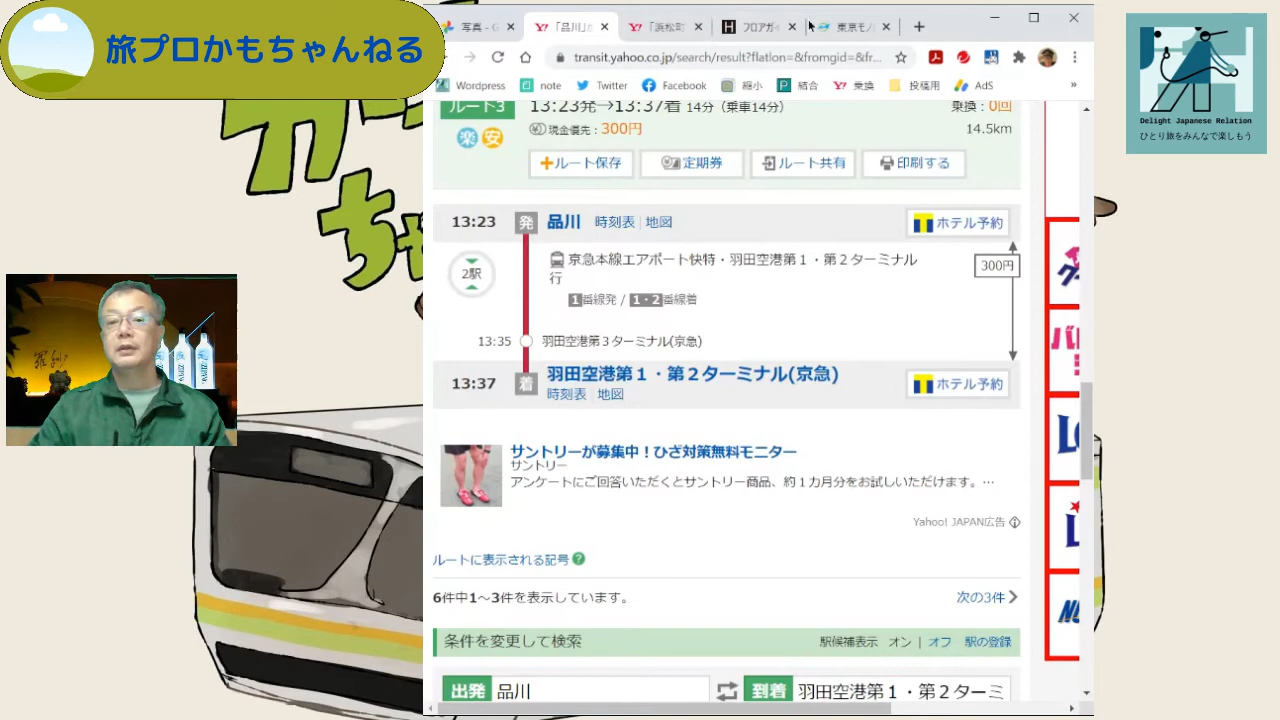 旅プロかもちゃんねる
写真 - G
「品川」か
「浜松町」
フロアガイ
東京モノ
transit.yahoo.co.jp/search/result?flatlon=&fromgid=&fr...
Wordpress
note
Twitter
Facebook
縮小
結合
乗換
投稿用
AdS
»
Delight Japanese Relation
ひとり旅をみんなで楽しもう
ルート3
13:23発→13:37着 14分（乗車14分）
乗換：0回
楽 安
現金優先：300円
14.5km
ルート保存
定期券
ルート共有
印刷する
13:23
発
品川
時刻表 | 地図
ホテル予約
2駅
京急本線エアポート快特・羽田空港第１・第２ターミナル
行
1番線発 / 1・2番線着
300円
13:35
羽田空港第３ターミナル(京急)
13:37
着
羽田空港第１・第２ターミナル(京急)
時刻表 | 地図
ホテル予約
サントリーが募集中！ひざ対策無料モニター
サントリー
アンケートにご回答いただくとサントリー商品、約１カ月分をお試しいただけます。…
Yahoo! JAPAN広告
ルートに表示される記号
6件中1～3件を表示しています。
次の3件
条件を変更して検索
駅候補表示 オン | オフ 駅の登録
出発
品川
到着
羽田空港第１・第２ターミ